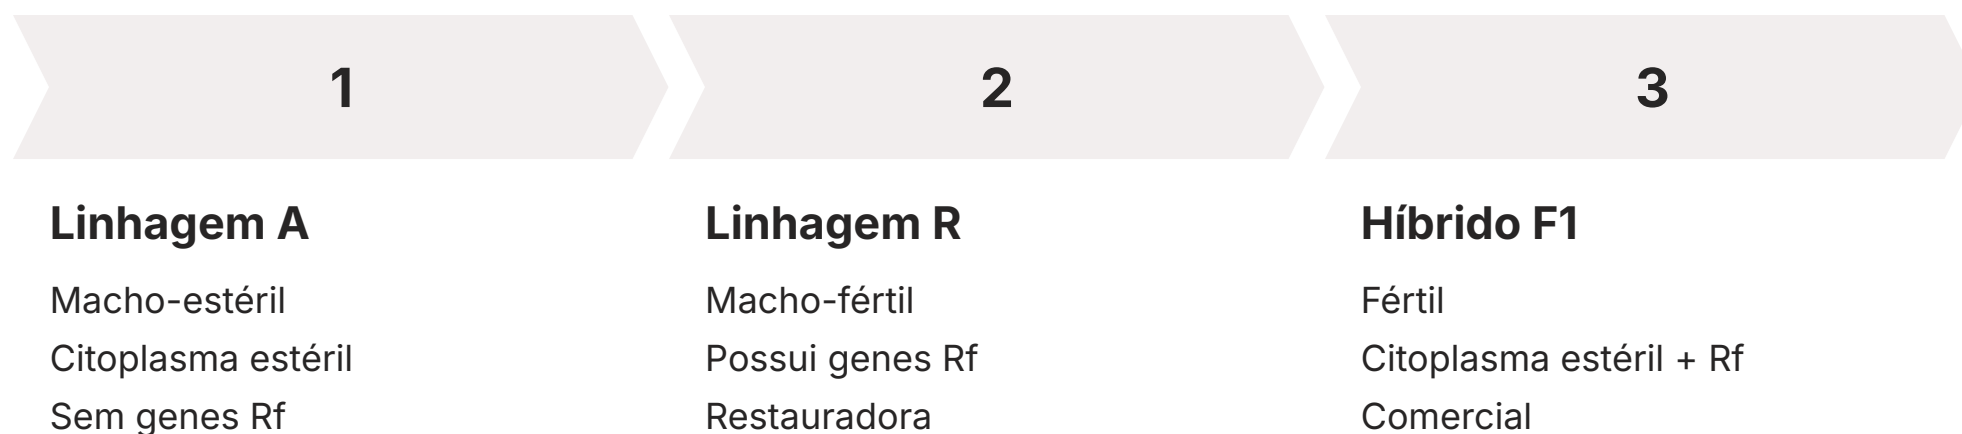 1
Linhagem A
Macho-estéril
Citoplasma estéril
Sem genes Rf
2
Linhagem R
Macho-fértil
Possui genes Rf
Restauradora
3
Híbrido F1
Fértil
Citoplasma estéril + Rf
Comercial